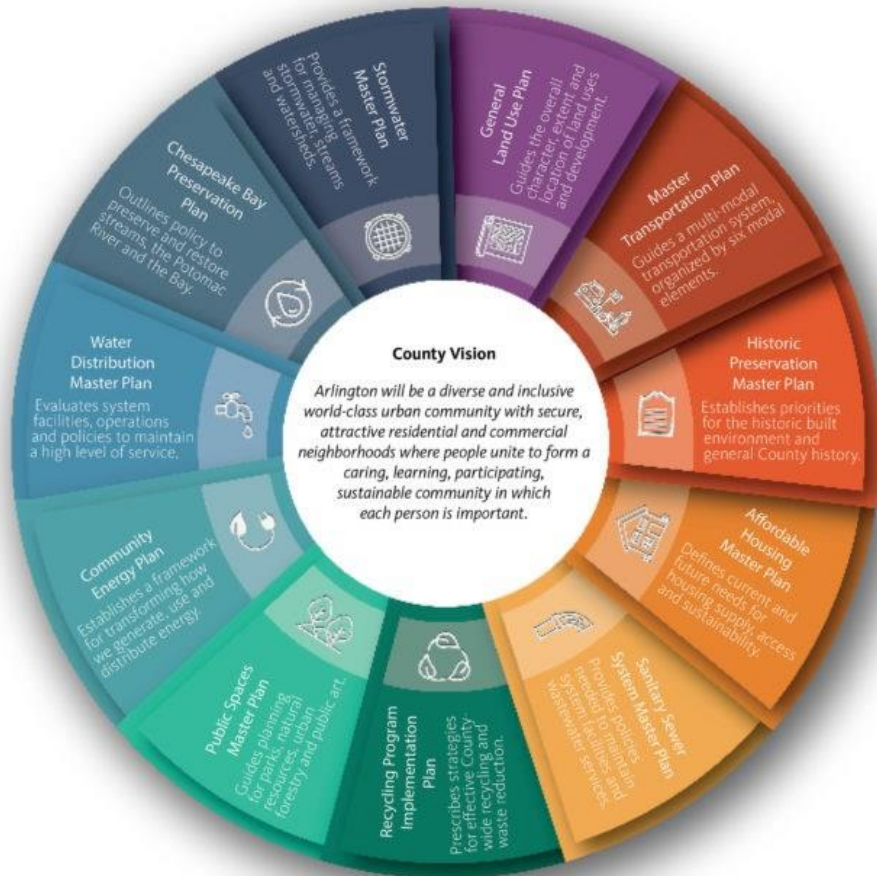 Stormwater
Master Plan
Provides a framework
for managing
stormwater, streams
and watersheds.
General
Land Use Plan
Guides the overall
character, extent and
location of land uses
and development.
Master
Transportation Plan
Guides a multi-modal
transportation system,
organized by six modal
elements.
Historic
Preservation
Master Plan
Establishes priorities
for the historic built
environment and
general County history.
Affordable
Housing
Master Plan
Defines current and
future needs for
housing supply, access
and sustainability.
Sanitary Sewer
System Master Plan
Provides policies
needed to maintain
system facilities and
wastewater services.
Recycling Program
Implementation
Plan
Prescribes strategies
for effective County-
wide recycling and
waste reduction.
Public Spaces
Master Plan
Guides planning
for parks, natural
resources, urban
forestry and public art.
Community
Energy Plan
Establishes a framework
for transforming how
we generate, use and
distribute energy.
Water
Distribution
Master Plan
Evaluates system
facilities, operations
and policies to maintain
a high level of service.
Chesapeake Bay
Preservation
Plan
Outlines policy to
preserve and restore
streams, the Potomac
River and the Bay.
County Vision
Arlington will be a diverse and inclusive
world-class urban community with secure,
attractive residential and commercial
neighborhoods where people unite to form a
caring, learning, participating,
sustainable community in which
each person is important.